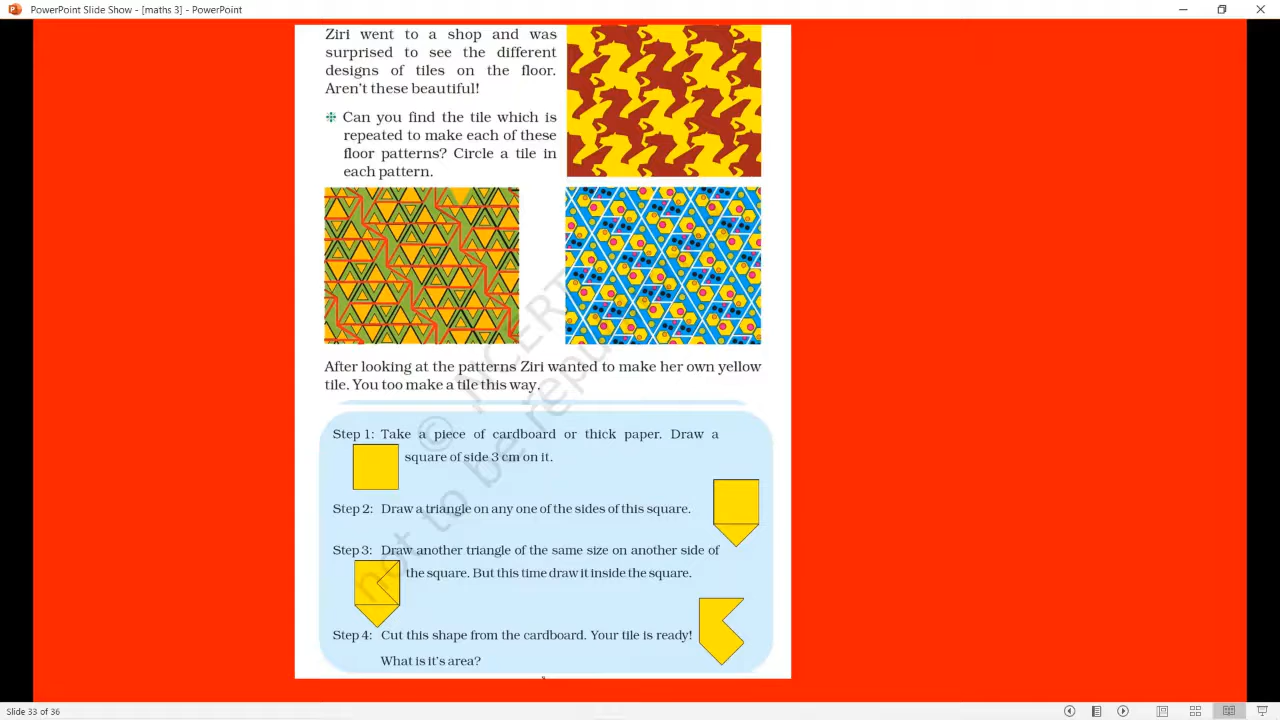 PowerPoint Slide Show - [maths 3] - PowerPoint
Ziri went to a shop and was
surprised to see the different
designs of tiles on the floor.
Aren't these beautiful!
Can you find the tile which is
repeated to make each of these
floor patterns? Circle a tile in
each pattern.
After looking at the patterns Ziri wanted to make her own yellow
tile. You too make a tile this way.
Step 1: Take a piece of cardboard or thick paper. Draw a
square of side 3 cm on it.
Step 2: Draw a triangle on any one of the sides of this square.
Step 3: Draw another triangle of the same size on another side of
the square. But this time draw it inside the square.
Step 4: Cut this shape from the cardboard. Your tile is ready!
What is it's area?
not to be repu
Slide 33 of 36